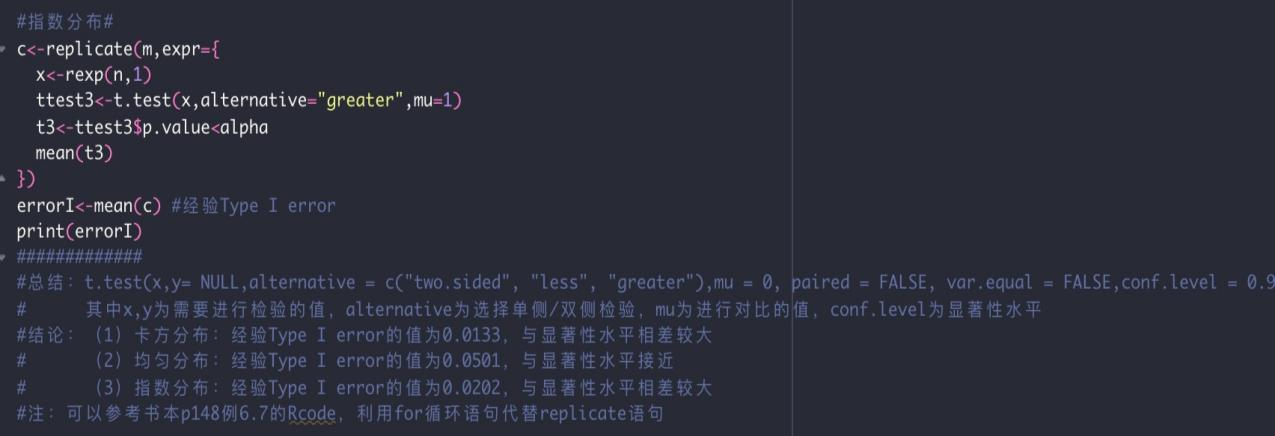 #指数分布#
c<-replicate(m,expr={
  x<-rexp(n,1)
  ttest3<-t.test(x,alternative="greater",mu=1)
  t3<-ttest3$p.value<alpha
  mean(t3)
})
errorI<-mean(c) #经验Type I error
print(errorI)
#############
#总结：t.test(x,y= NULL,alternative = c("two.sided", "less", "greater"),mu = 0, paired = FALSE, var.equal = FALSE,conf.level = 0.9
#      其中x,y为需要进行检验的值，alternative为选择单侧/双侧检验，mu为进行对比的值，conf.level为显著性水平
#结论：（1）卡方分布：经验Type I error的值为0.0133，与显著性水平相差较大
#      （2）均匀分布：经验Type I error的值为0.0501，与显著性水平接近
#      （3）指数分布：经验Type I error的值为0.0202，与显著性水平相差较大
#注：可以参考书本p148例6.7的Rcode，利用for循环语句代替replicate语句